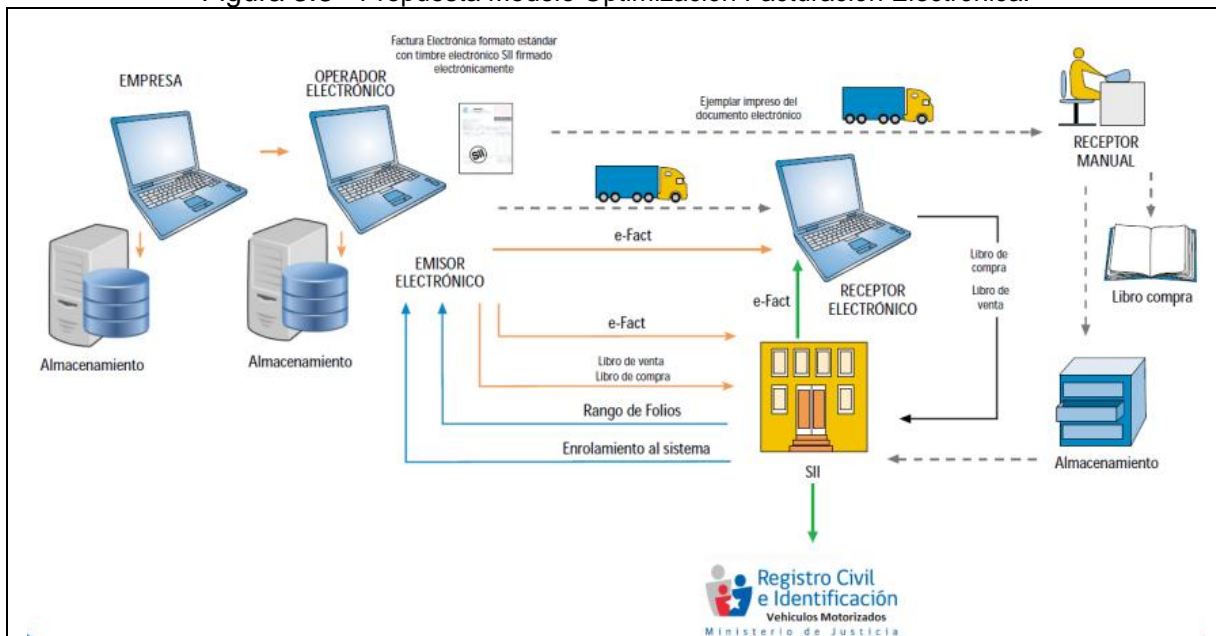 Figura 3.3 - Propuesta Modelo Optimización Facturación Electrónica.
Factura Electrónica formato estándar
con timbre electrónico SII firmado
electrónicamente
EMPRESA
OPERADOR
ELECTRÓNICO
SII
Ejemplar impreso del
documento electrónico
RECEPTOR
MANUAL
e-Fact
EMISOR
ELECTRÓNICO
RECEPTOR
ELECTRÓNICO
e-Fact
Libro de
compra
Libro de
venta
Libro compra
e-Fact
Almacenamiento
Almacenamiento
Libro de venta
Libro de compra
Rango de Folios
Enrolamiento al sistema
SII
Almacenamiento
Registro Civil
e Identificación
Vehículos Motorizados
Ministerio de Justicia